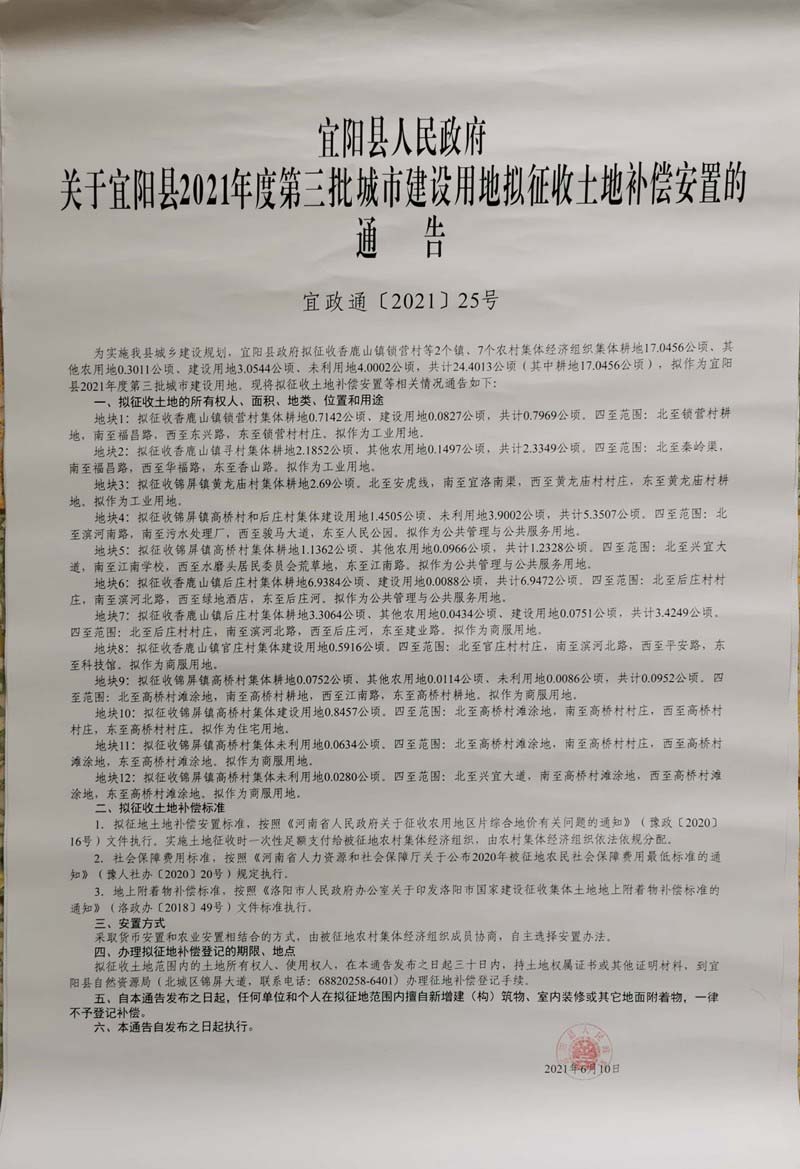 宜阳县人民政府
关于宜阳县2021年度第三批城市建设用地拟征收土地补偿安置的
通 告
宜政通〔2021〕25号
为实施我县城乡建设规划，宜阳县政府拟征收香鹿山镇锁营村等2个镇、7个农村集体经济组织集体耕地17.0456公顷、其
他农用地0.3011公顷、建设用地3.0544公顷、未利用地4.0002公顷，共计24.4013公顷（其中耕地17.0456公顷），拟作为宜阳
县2021年度第三批城市建设用地。现将拟征收土地补偿安置等相关情况通告如下：
一、拟征收土地的所有权人、面积、地类、位置和用途
地块1：拟征收香鹿山镇锁营村集体耕地0.7142公顷、建设用地0.0827公顷，共计0.7969公顷。四至范围：北至锁营村耕
地，南至福昌路，西至东兴路，东至锁营村村庄。拟作为工业用地。
地块2：拟征收香鹿山镇寻村集体耕地2.1852公顷、其他农用地0.1497公顷，共计2.3349公顷。四至范围：北至秦岭渠，
南至福昌路，西至华福路，东至香山路。拟作为工业用地。
地块3：拟征收锦屏镇黄龙庙村集体耕地2.69公顷。北至安虎线，南至宜洛南渠，西至黄龙庙村村庄，东至黄龙庙村耕
地。拟作为工业用地。
地块4：拟征收锦屏镇高桥村和后庄村集体建设用地1.4505公顷、未利用地3.9002公顷，共计5.3507公顷。四至范围：北
至滨河南路，南至污水处理厂，西至骏马大道，东至人民公园。拟作为公共管理与公共服务用地。
地块5：拟征收锦屏镇高桥村集体耕地1.1362公顷、其他农用地0.0966公顷，共计1.2328公顷。四至范围：北至兴宜大
道，南至江南学校，西至水磨头居民委员会荒草地，东至江南路。拟作为公共管理与公共服务用地。
地块6：拟征收香鹿山镇后庄村集体耕地6.9384公顷、建设用地0.0088公顷，共计6.9472公顷。四至范围：北至后庄村村
庄，南至滨河北路，西至绿地酒店，东至后庄河。拟作为公共管理与公共服务用地。
地块7：拟征收香鹿山镇后庄村集体耕地3.3064公顷、其他农用地0.0434公顷、建设用地0.0751公顷，共计3.4249公顷。
四至范围：北至后庄村村庄，南至滨河北路，西至后庄河，东至建业路。拟作为商服用地。
地块8：拟征收香鹿山镇官庄村集体建设用地0.5916公顷。四至范围：北至官庄村村庄，南至滨河北路，西至平安路，东
至科技馆。拟作为商服用地。
地块9：拟征收锦屏镇高桥村集体耕地0.0752公顷、其他农用地0.0114公顷、未利用地0.0086公顷，共计0.0952公顷。四
至范围：北至高桥村滩涂地，南至高桥村耕地，西至江南路，东至高桥村耕地。拟作为商服用地。
地块10：拟征收锦屏镇高桥村集体建设用地0.8457公顷。四至范围：北至高桥村滩涂地，南至高桥村村庄，西至高桥村
村庄，东至高桥村村庄。拟作为住宅用地。
地块11：拟征收锦屏镇高桥村集体未利用地0.0634公顷。四至范围：北至高桥村滩涂地，南至高桥村村庄，西至高桥村
滩涂地，东至高桥村滩涂地。拟作为商服用地。
地块12：拟征收锦屏镇高桥村集体未利用地0.0280公顷。四至范围：北至兴宜大道，南至高桥村滩涂地，西至高桥村滩
涂地，东至高桥村滩涂地。拟作为商服用地。
二、拟征收土地补偿标准
1．拟征地土地补偿安置标准，按照《河南省人民政府关于征收农用地区片综合地价有关问题的通知》（豫政〔2020〕
16号）文件执行。实施土地征收时一次性足额支付给被征地农村集体经济组织，由农村集体经济组织依法依规分配。
2．社会保障费用标准，按照《河南省人力资源和社会保障厅关于公布2020年被征地农民社会保障费用最低标准的通
知》（豫人社办〔2020〕20号）规定执行。
3．地上附着物补偿标准，按照《洛阳市人民政府办公室关于印发洛阳市国家建设征收集体土地地上附着物补偿标准的
通知》（洛政办〔2018〕49号）文件标准执行。
三、安置方式
采取货币安置和农业安置相结合的方式，由被征地农村集体经济组织成员协商，自主选择安置办法。
四、办理拟征地补偿登记的期限、地点
拟征收土地范围内的土地所有权人、使用权人，在本通告发布之日起三十日内，持土地权属证书或其他证明材料，到宜
阳县自然资源局（北城区锦屏大道，联系电话：68820258-6401）办理征地补偿登记手续。
五、自本通告发布之日起，任何单位和个人在拟征地范围内擅自新增建（构）筑物、室内装修或其它地面附着物，一律
不予登记补偿。
六、本通告自发布之日起执行。
2021年6月10日